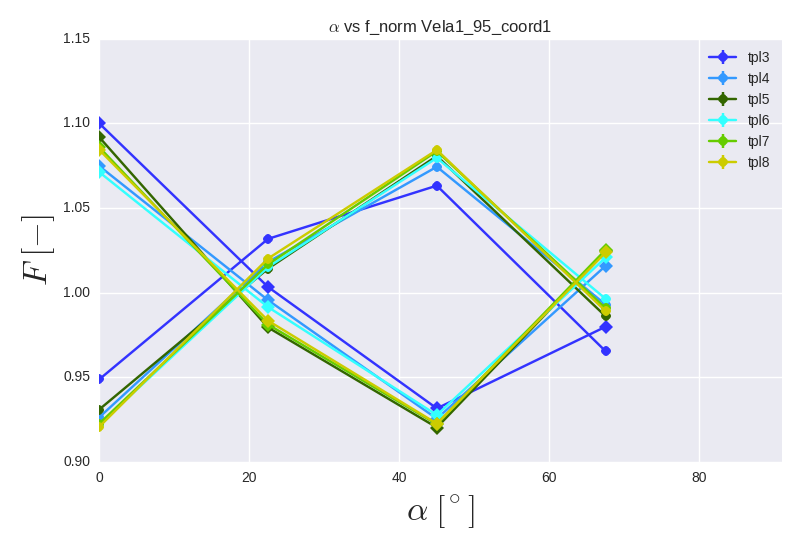 α vs f_norm Vela1_95_coord1
1.15
1.10
1.05
1.00
0.95
0.90
F [−]
0 20 40 60 80
α [°]
tpl3
tpl4
tpl5
tpl6
tpl7
tpl8